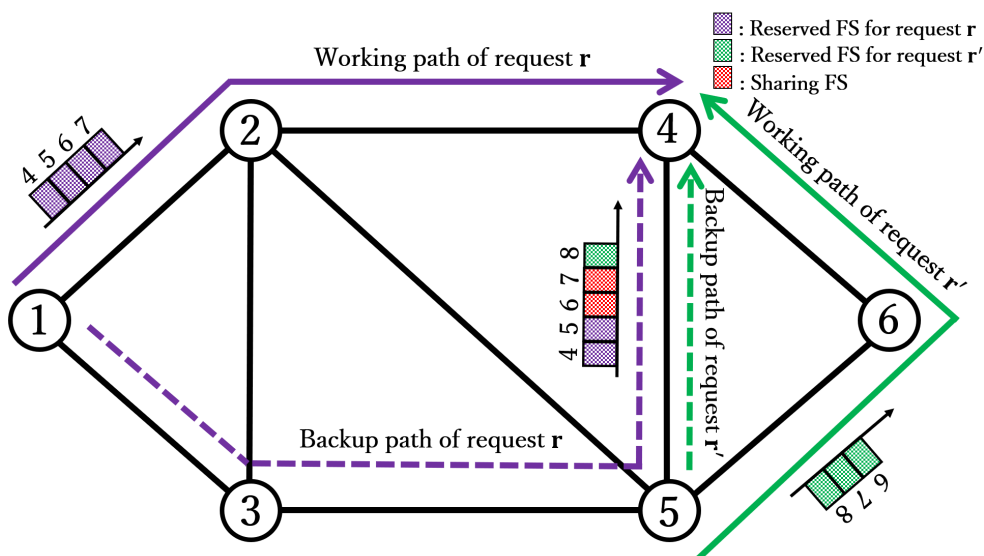 : Reserved FS for request r
: Reserved FS for request r′
: Sharing FS
Working path of request r
4 5 6 7
Working path of request r′
2
4
Backup path of request r′
8
7
6
5
4
1
6
Backup path of request r
3
5
8 7 6